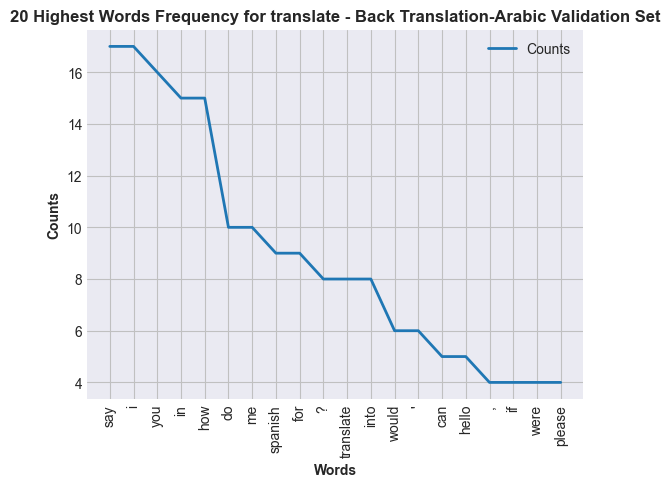 20 Highest Words Frequency for translate - Back Translation-Arabic Validation Set
Counts
16
14
12
10
8
6
4
Counts
say
i
you
in
how
do
me
spanish
for
?
translate
into
would
'
can
hello
,
if
were
please
Words